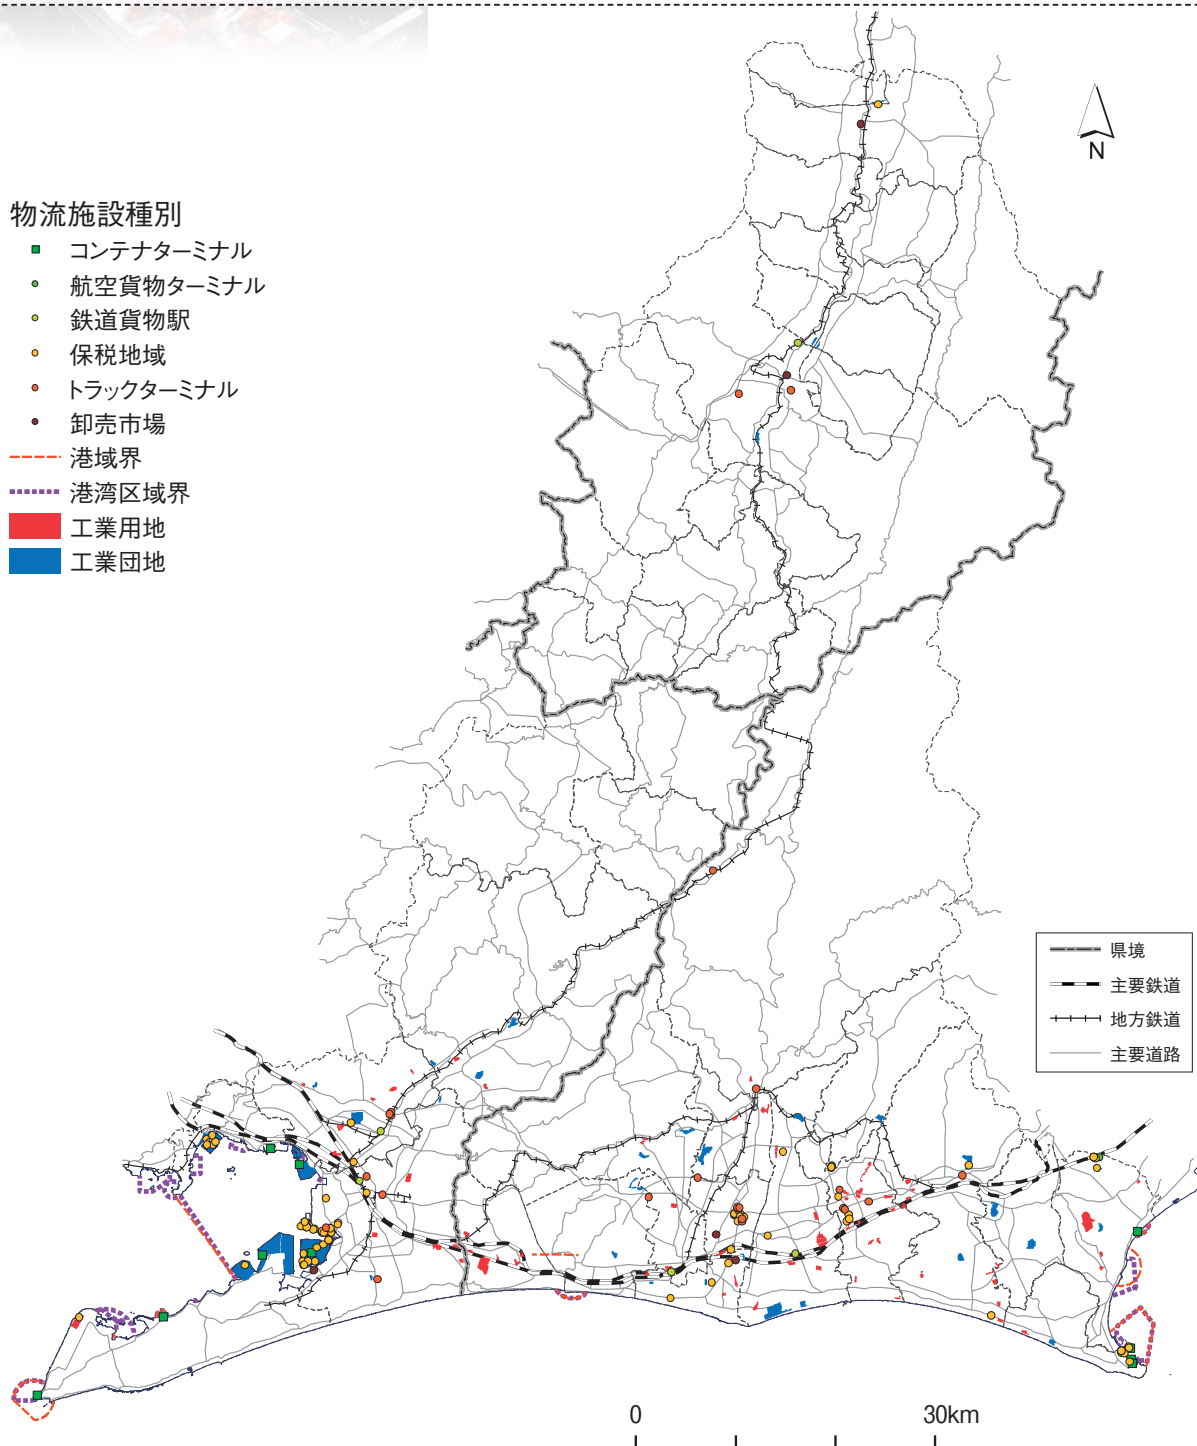 N
物流施設種別
コンテナターミナル
航空貨物ターミナル
鉄道貨物駅
保税地域
トラックターミナル
卸売市場
港域界
港湾区域界
工業用地
工業団地
県境
主要鉄道
地方鉄道
主要道路
0 30km